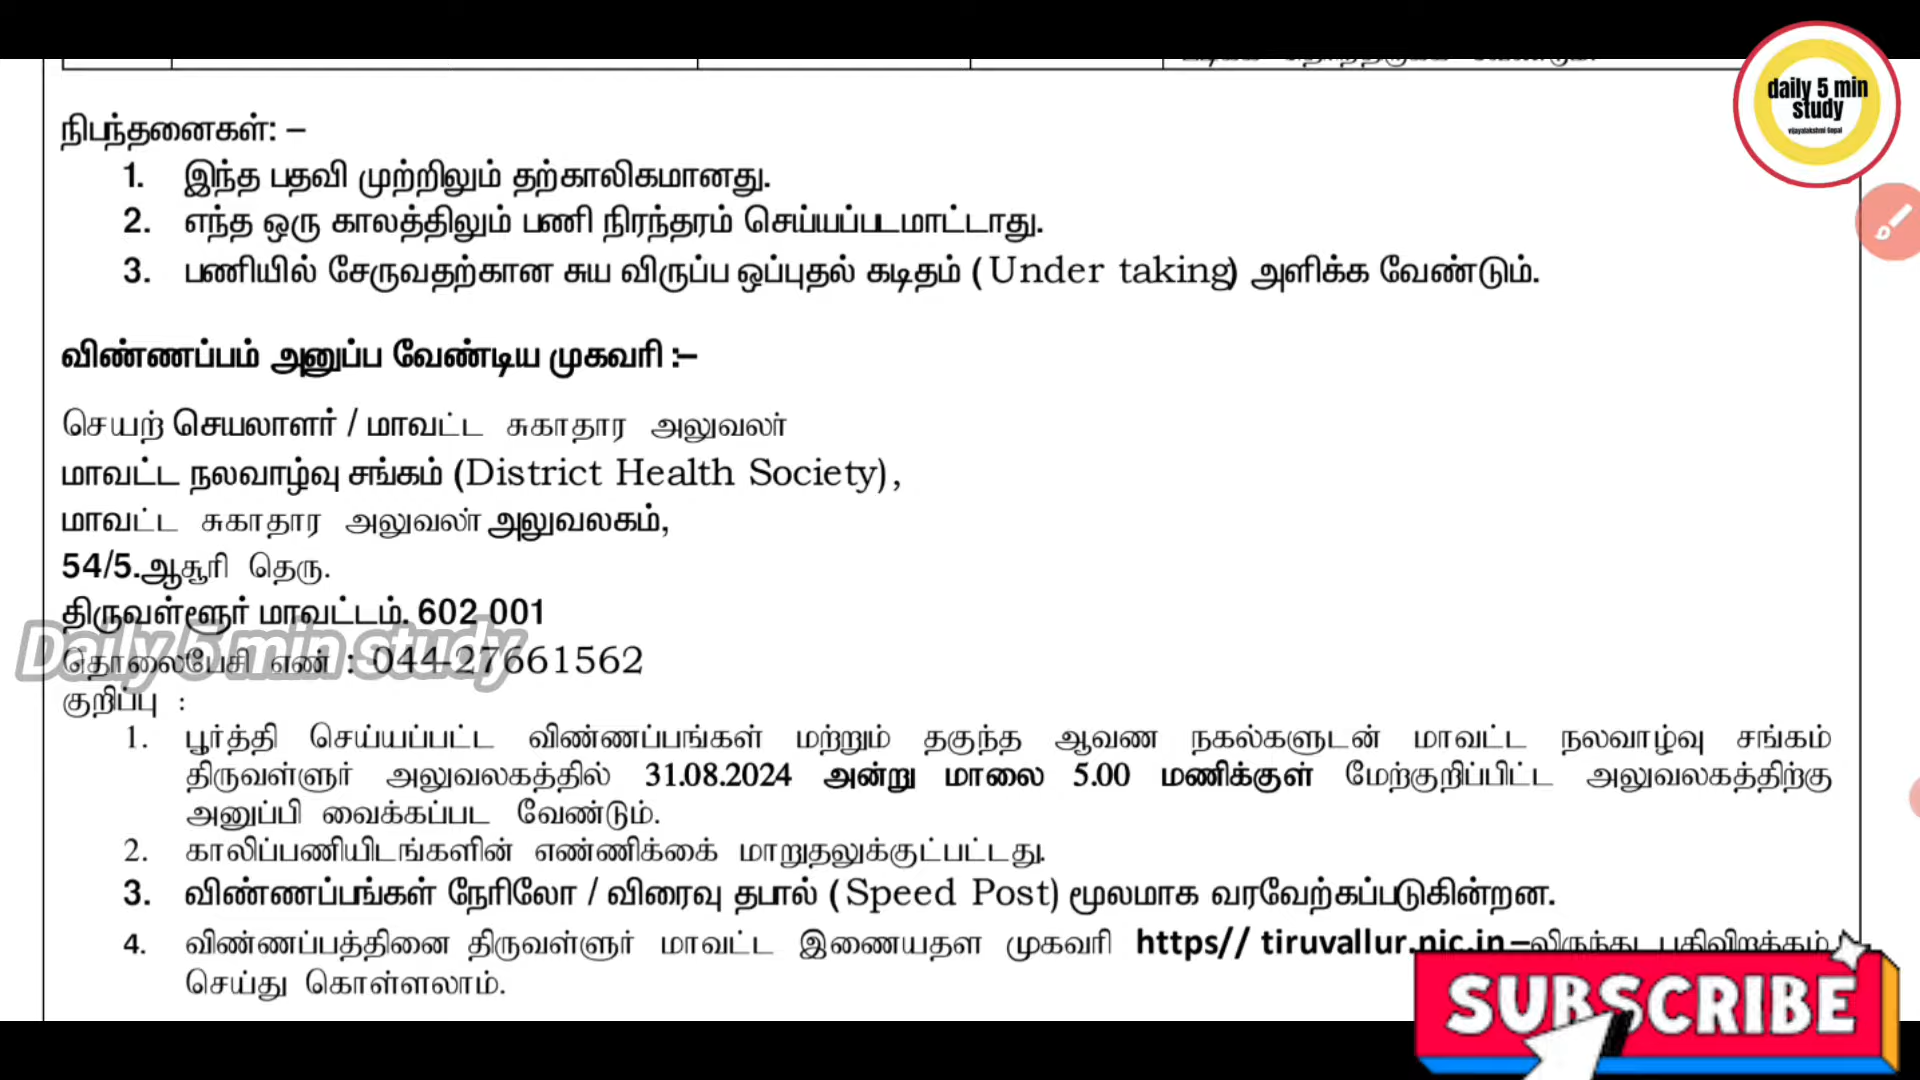 daily 5 min
study
vijayalakshmi Gopal
நிபந்தனைகள்: –
1. இந்த பதவி முற்றிலும் தற்காலிகமானது.
2. எந்த ஒரு காலத்திலும் பணி நிரந்தரம் செய்யப்படமாட்டாது.
3. பணியில் சேருவதற்கான சுய விருப்ப ஒப்புதல் கடிதம் (Under taking) அளிக்க வேண்டும்.
விண்ணப்பம் அனுப்ப வேண்டிய முகவரி :–
செயற் செயலாளர் / மாவட்ட சுகாதார அலுவலர்
மாவட்ட நலவாழ்வு சங்கம் (District Health Society),
மாவட்ட சுகாதார அலுவலர் அலுவலகம்,
54/5.ஆசூரி தெரு.
திருவள்ளூர் மாவட்டம். 602 001
Daily 5 min study
தொலைபேசி எண் : 044-27661562
குறிப்பு :
1. பூர்த்தி செய்யப்பட்ட விண்ணப்பங்கள் மற்றும் தகுந்த ஆவண நகல்களுடன் மாவட்ட நலவாழ்வு சங்கம்
திருவள்ளுர் அலுவலகத்தில் 31.08.2024 அன்று மாலை 5.00 மணிக்குள் மேற்குறிப்பிட்ட அலுவலகத்திற்கு
அனுப்பி வைக்கப்பட வேண்டும்.
2. காலிப்பணியிடங்களின் எண்ணிக்கை மாறுதலுக்குட்பட்டது.
3. விண்ணப்பங்கள் நேரிலோ / விரைவு தபால் (Speed Post) மூலமாக வரவேற்கப்படுகின்றன.
4. விண்ணப்பத்தினை திருவள்ளுர் மாவட்ட இணையதள முகவரி https// tiruvallur.nic.in –லிருந்து பதிவிறக்கம்
செய்து கொள்ளலாம்.
SUBSCRIBE